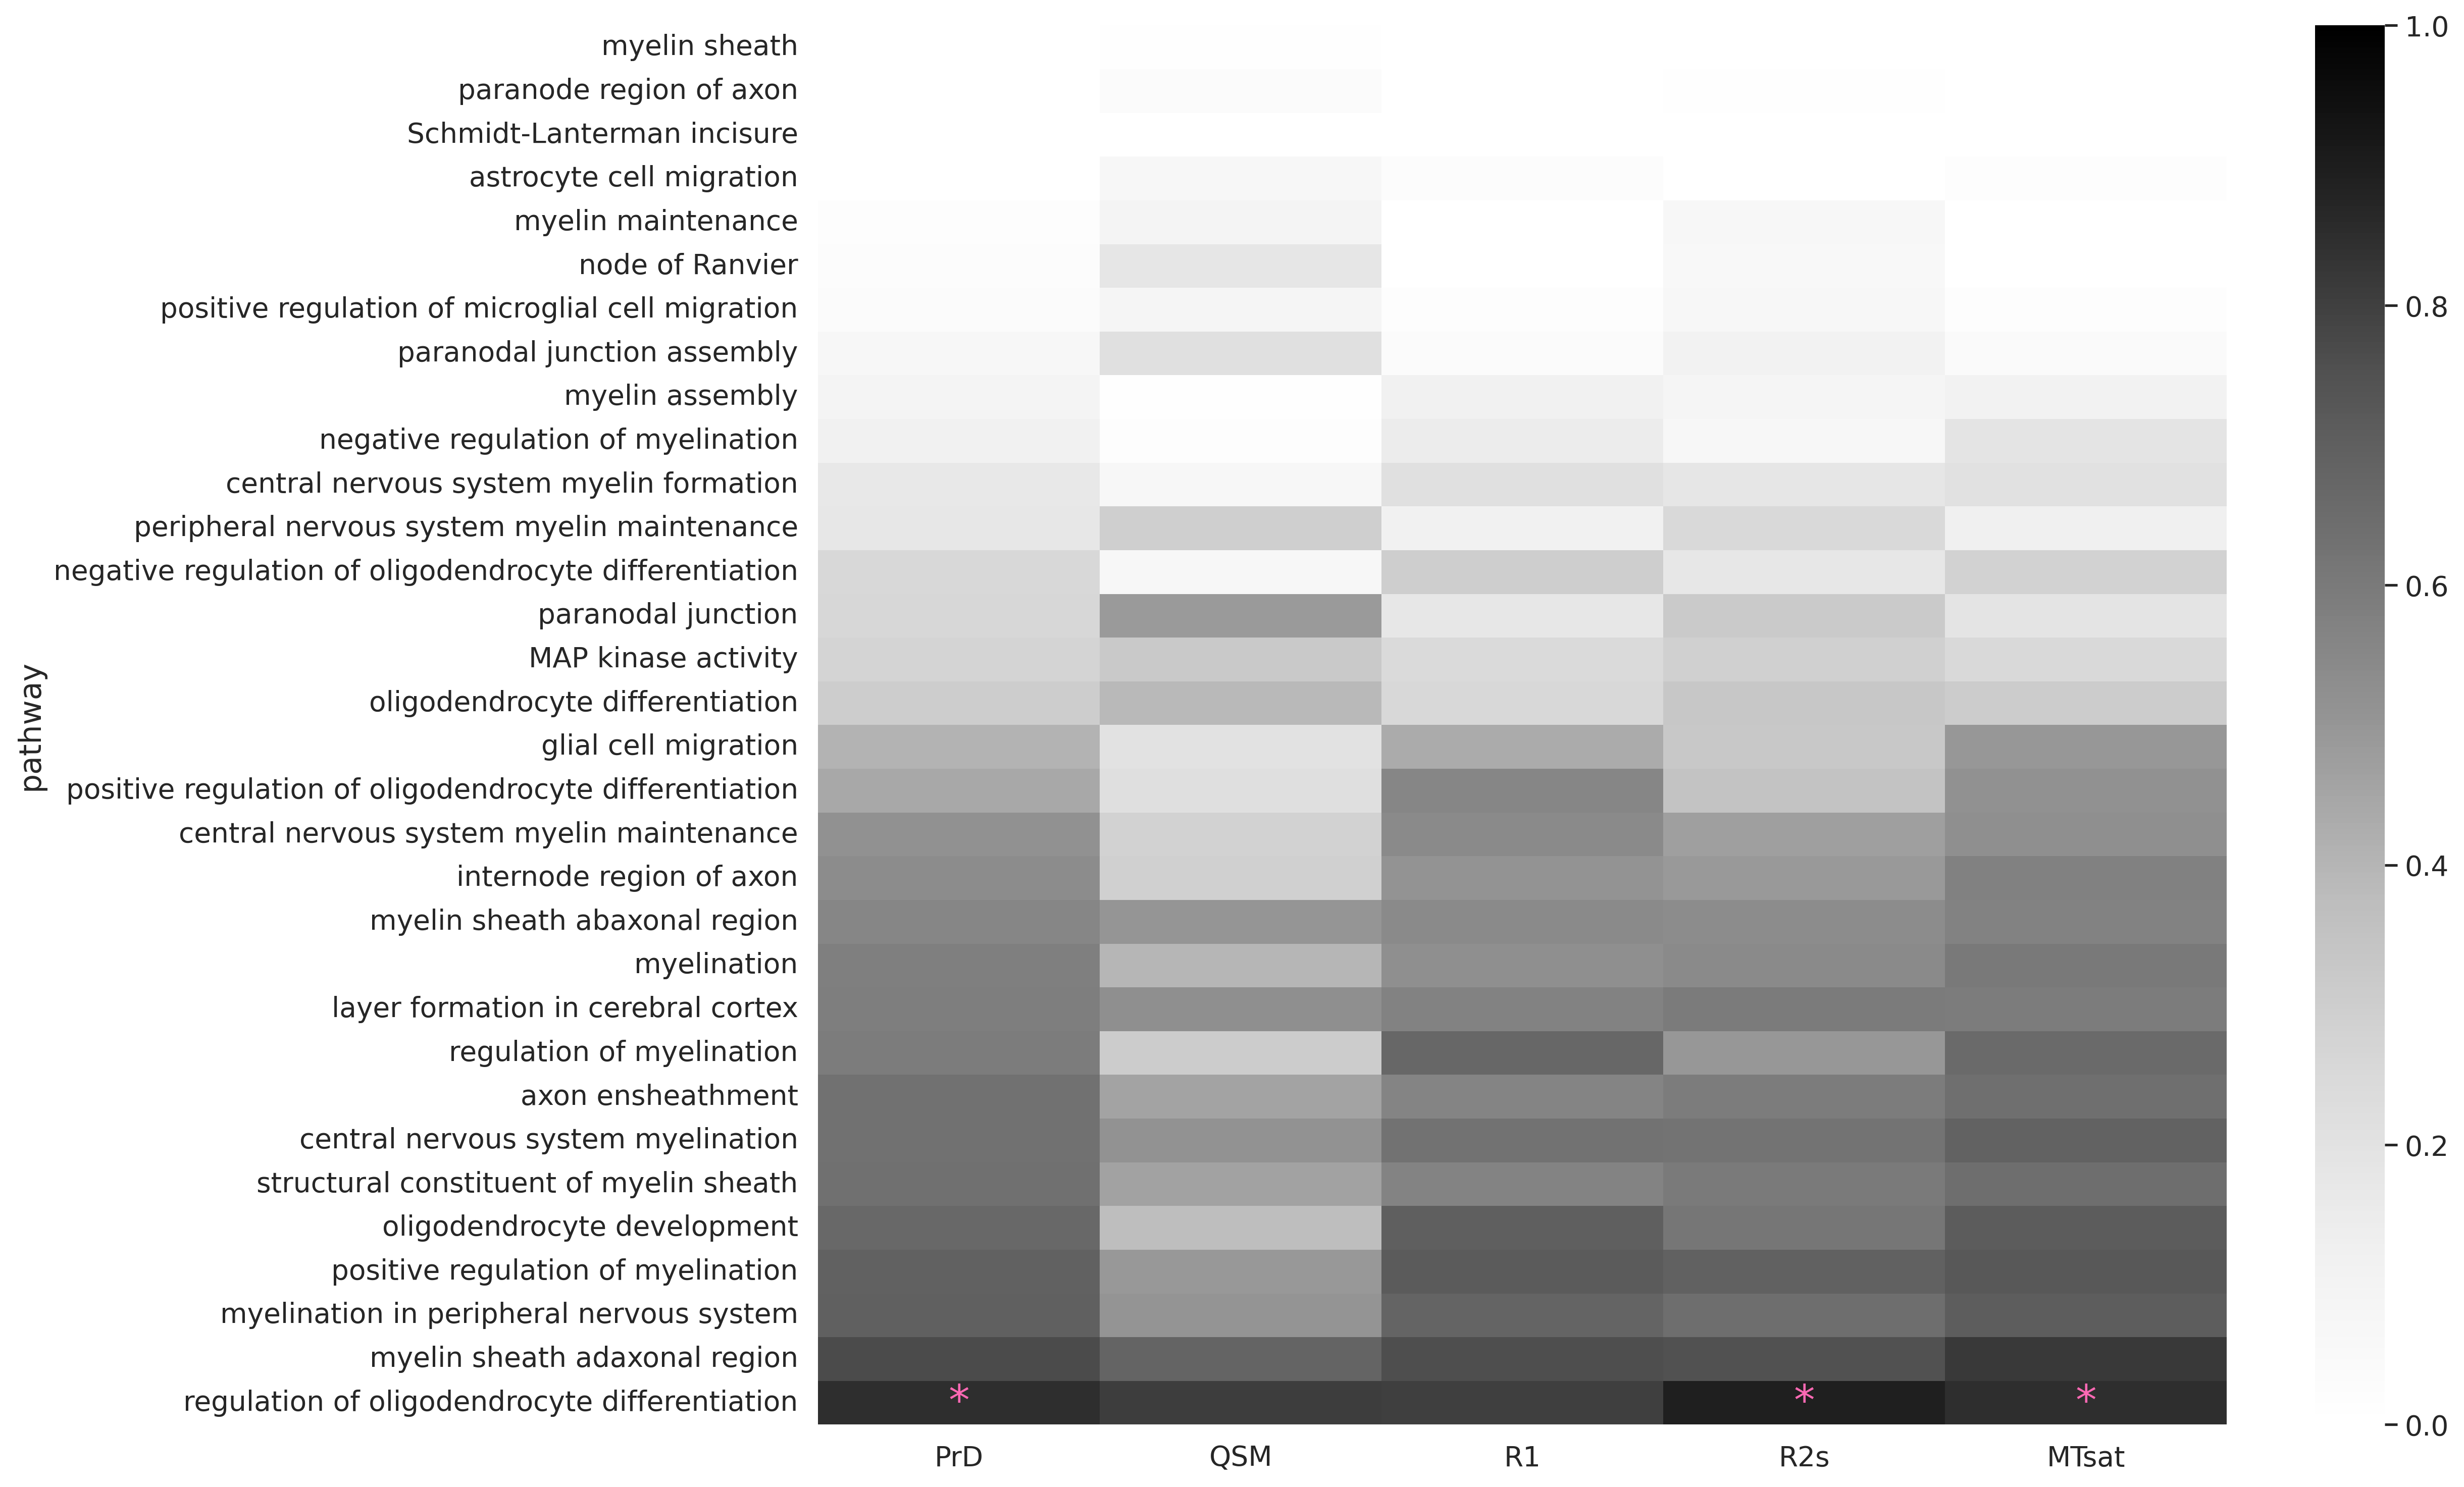 pathway
myelin sheath
paranode region of axon
Schmidt-Lanterman incisure
astrocyte cell migration
myelin maintenance
node of Ranvier
positive regulation of microglial cell migration
paranodal junction assembly
myelin assembly
negative regulation of myelination
central nervous system myelin formation
peripheral nervous system myelin maintenance
negative regulation of oligodendrocyte differentiation
paranodal junction
MAP kinase activity
oligodendrocyte differentiation
glial cell migration
positive regulation of oligodendrocyte differentiation
central nervous system myelin maintenance
internode region of axon
myelin sheath abaxonal region
myelination
layer formation in cerebral cortex
regulation of myelination
axon ensheathment
central nervous system myelination
structural constituent of myelin sheath
oligodendrocyte development
positive regulation of myelination
myelination in peripheral nervous system
myelin sheath adaxonal region
regulation of oligodendrocyte differentiation * * *
PrD QSM R1 R2s MTsat
1.0
0.8
0.6
0.4
0.2
0.0